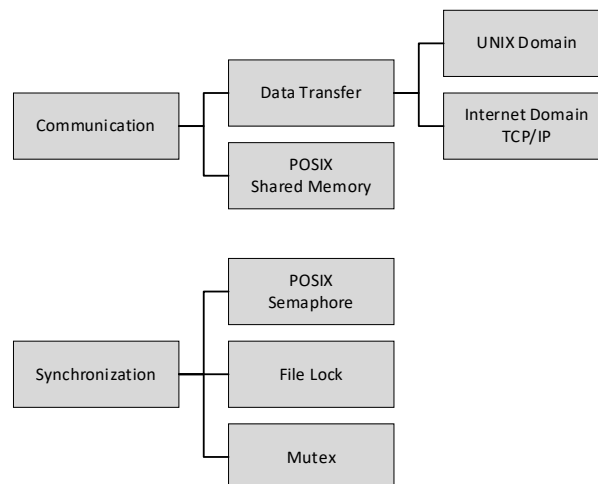 UNIX Domain
Data Transfer
Communication
Internet Domain
TCP/IP
POSIX
Shared Memory
POSIX
Semaphore
Synchronization
File Lock
Mutex